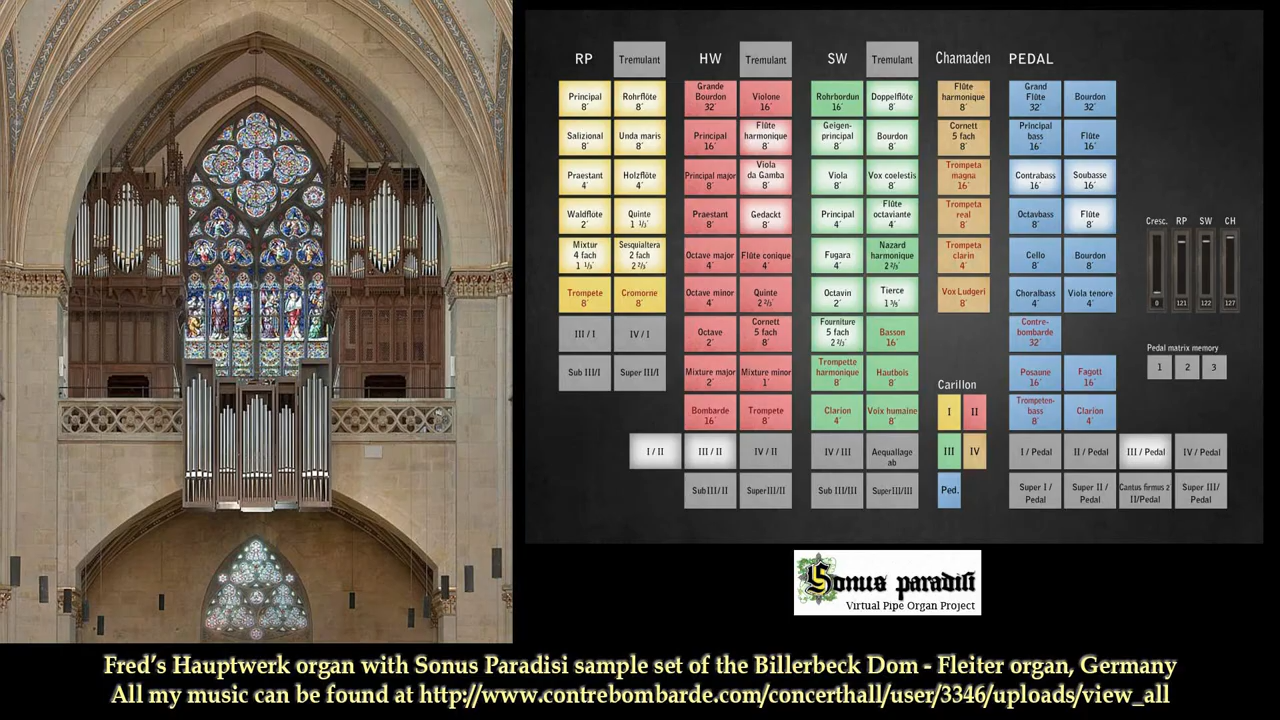 RP
Tremulant
HW
Tremulant
SW
Tremulant
Chamaden
PEDAL
Principal
8′
Rohrflöte
8′
Grande
Bourdon
32′
Violone
16′
Rohrbordun
16′
Doppelflöte
8′
Flûte
harmonique
8′
Grand
Flûte
32′
Bourdon
32′
Salizional
8′
Unda maris
8′
Principal
16′
Flûte
harmonique
8′
Geigen-
principal
8′
Bourdon
8′
Cornett
5 fach
8′
Principal
bass
16′
Flûte
16′
Praestant
4′
Holzflöte
4′
Principal major
8′
Viola
da Gamba
8′
Viola
8′
Vox coelestis
8′
Trompeta
magna
16′
Contrabass
16′
Soubasse
16′
Waldflöte
2′
Quinte
1 ⅓′
Praestant
8′
Gedackt
8′
Principal
4′
Flûte
octaviante
4′
Trompeta
real
8′
Octavbass
8′
Flûte
8′
Mixtur
4 fach
1 ⅓′
Sesquialtera
2 fach
2 ⅔′
Octave major
4′
Flûte conique
4′
Fugara
4′
Nazard
harmonique
2 ⅔′
Trompeta
clarin
4′
Cello
8′
Bourdon
8′
Trompete
8′
Cromorne
8′
Octave minor
4′
Quinte
2 ⅔′
Octavin
2′
Tierce
1 ⅗′
Vox Ludgeri
8′
Choralbass
4′
Viola tenore
4′
III / I
IV / I
Octave
2′
Cornett
5 fach
8′
Fourniture
5 fach
2 ⅔′
Basson
16′
Contre-
bombarde
32′
Sub III/I
Super III/I
Mixture major
2′
Mixture minor
1′
Trompette
harmonique
8′
Hautbois
8′
Posaune
16′
Fagott
16′
Bombarde
16′
Trompete
8′
Clarion
4′
Voix humaine
8′
Carillon
I
II
Trompeten-
bass
8′
Clarion
4′
I / II
III / II
IV / II
IV / III
Aequallage
ab
III
IV
I / Pedal
II / Pedal
III / Pedal
IV / Pedal
Sub III/ II
Super III/II
Sub III/III
Super III/III
Ped.
Super I /
Pedal
Super II /
Pedal
Cantus firmus 2
II/Pedal
Super III/
Pedal
Cresc. RP SW CH
0 121 122 127
Pedal matrix memory
1 2 3
Sonus paradisi
Virtual Pipe Organ Project
Fred's Hauptwerk organ with Sonus Paradisi sample set of the Billerbeck Dom - Fleiter organ, Germany
All my music can be found at http://www.contrebombarde.com/concerthall/user/3346/uploads/view_all